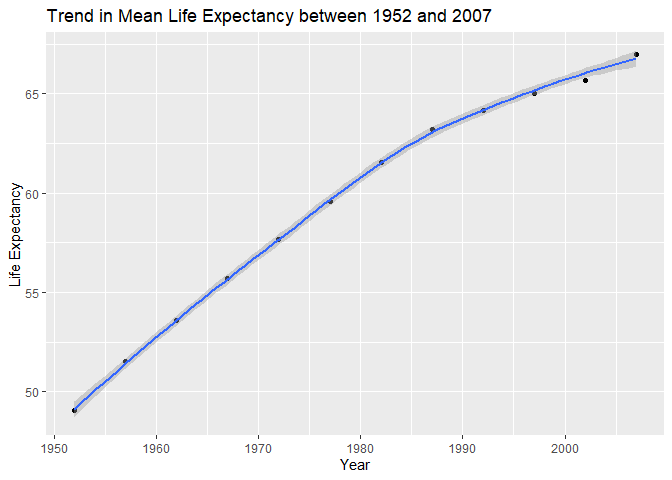 Trend in Mean Life Expectancy between 1952 and 2007
65
60
55
50
Life Expectancy
1950 1960 1970 1980 1990 2000
Year